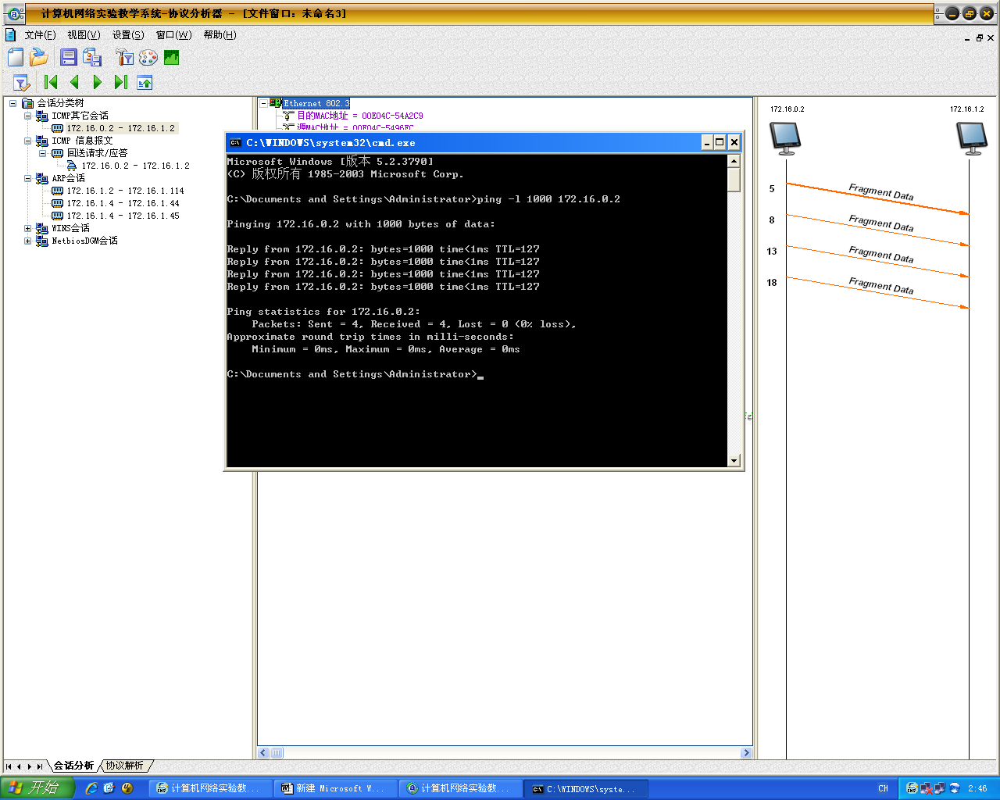 计算机网络实验教学系统-协议分析器 - [文件窗口: 未命名3]
文件(F) 视图(V) 设置(S) 窗口(W) 帮助(H)
会话分类树
ICMP其它会话
172.16.0.2 - 172.16.1.2
ICMP 信息报文
回送请求/应答
172.16.0.2 - 172.16.1.2
ARP会话
172.16.1.2 - 172.16.1.114
172.16.1.4 - 172.16.1.44
172.16.1.4 - 172.16.1.45
WINS会话
NetbiosDGM会话
Ethernet 802.3
目的MAC地址 = 00E04C-54A2C9
源MAC地址 = 00E04C-5496FC
C:\WINDOWS\system32\cmd.exe
Microsoft Windows [版本 5.2.3790]
(C) 版权所有 1985-2003 Microsoft Corp.
C:\Documents and Settings\Administrator>ping -l 1000 172.16.0.2
Pinging 172.16.0.2 with 1000 bytes of data:
Reply from 172.16.0.2: bytes=1000 time<1ms TTL=127
Reply from 172.16.0.2: bytes=1000 time<1ms TTL=127
Reply from 172.16.0.2: bytes=1000 time<1ms TTL=127
Reply from 172.16.0.2: bytes=1000 time<1ms TTL=127
Ping statistics for 172.16.0.2:
Packets: Sent = 4, Received = 4, Lost = 0 (0% loss),
Approximate round trip times in milli-seconds:
Minimum = 0ms, Maximum = 0ms, Average = 0ms
C:\Documents and Settings\Administrator>
172.16.0.2 172.16.1.2
5 Fragment Data
8 Fragment Data
13 Fragment Data
18 Fragment Data
会话分析 协议解析
开始 计算机网络实验教... 新建 Microsoft W... 计算机网络实验教... C:\WINDOWS\syste... CH 2:46